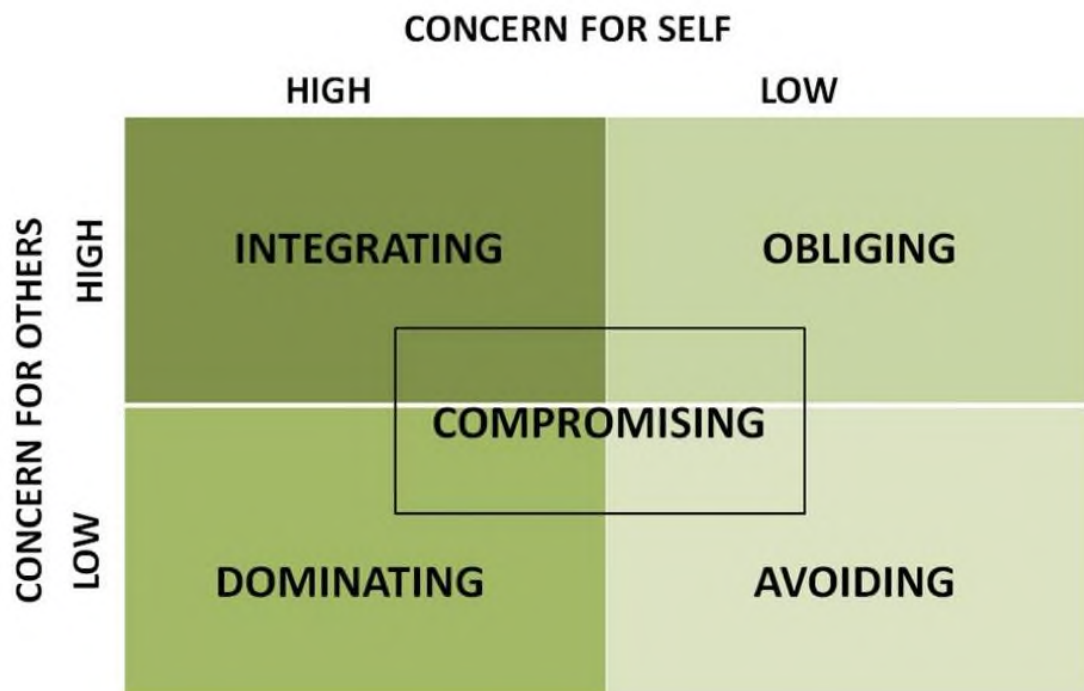 CONCERN FOR SELF
HIGH LOW
CONCERN FOR OTHERS
HIGH
INTEGRATING OBLIGING
COMPROMISING
LOW
DOMINATING AVOIDING